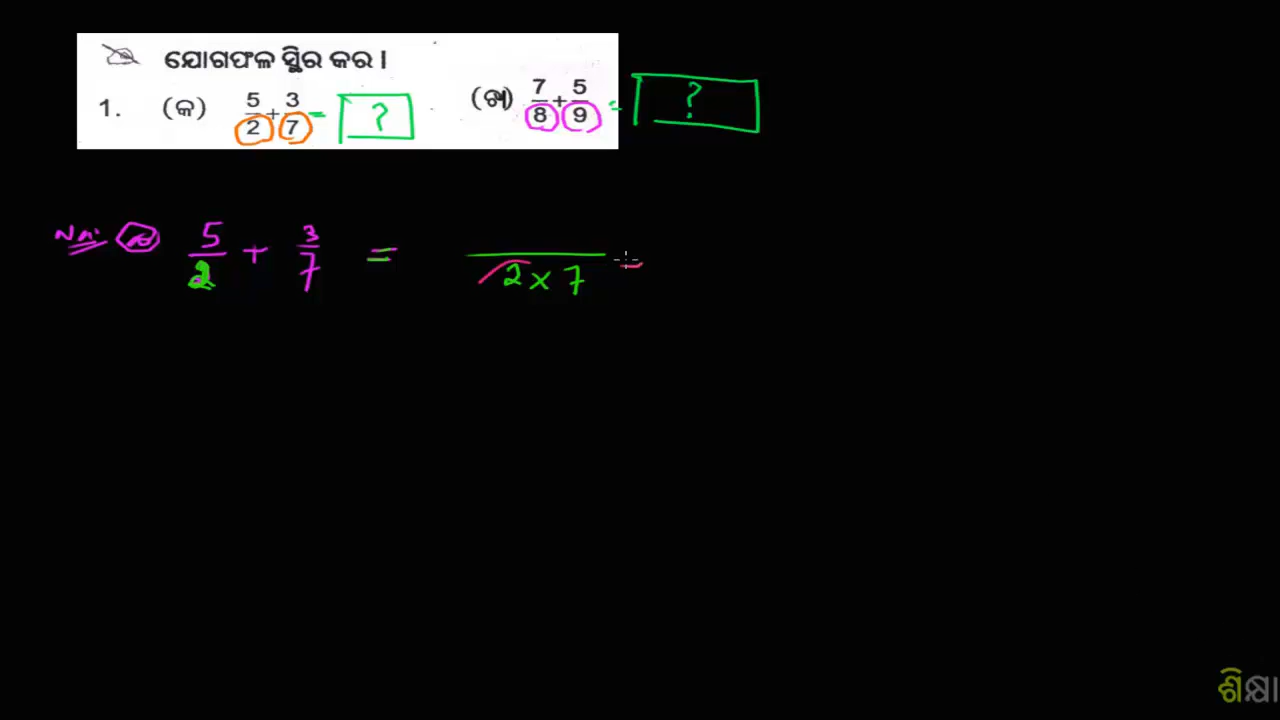 ଯୋଗଫଳ ସ୍ଥିର କର ।
1. (କ) 5/2 + 3/7 = ? (ଖ) 7/8 + 5/9 = ?
5/2 + 3/7 = /2 × 7 =
ଶିକ୍ଷା